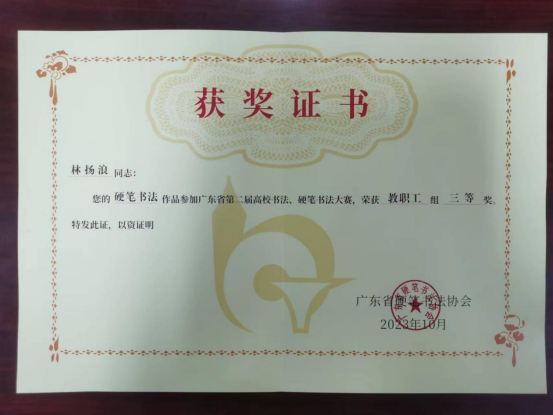 获奖证书
林扬浪 同志：
您的 硬笔书法 作品参加广东省第二届高校书法、硬笔书法大赛，荣获 教职工 组 三等 奖。
特发此证，以资证明
广东省硬笔书法协会
2023年10月